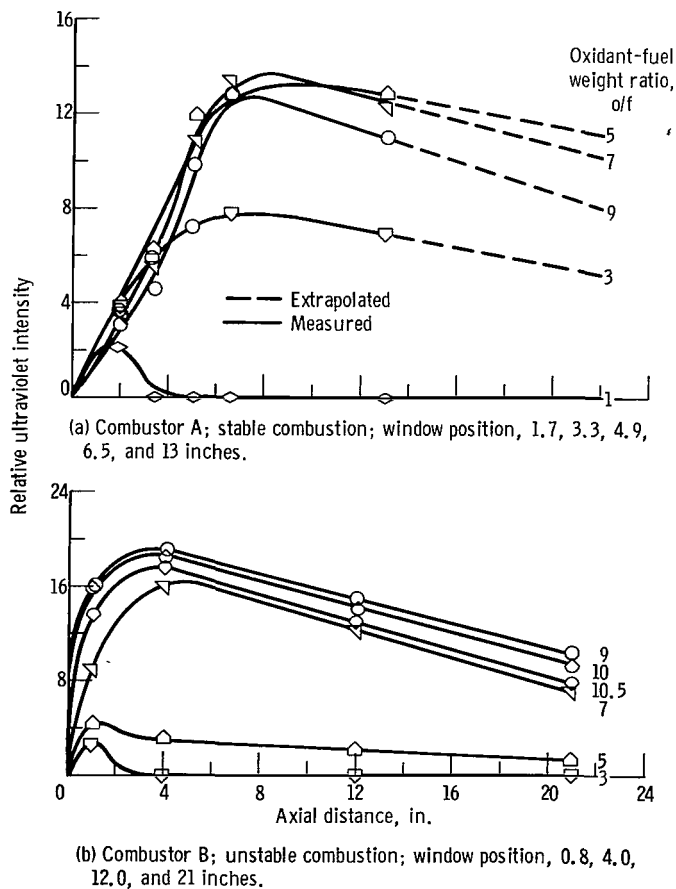 16
12
8
4
0
Oxidant-fuel
weight ratio,
o/f
5
7
9
3
1
Extrapolated
Measured
Relative ultraviolet intensity
(a) Combustor A; stable combustion; window position, 1.7, 3.3, 4.9,
6.5, and 13 inches.
24
16
8
9
10
10.5
7
5
3
0 4 8 12 16 20 24
Axial distance, in.
(b) Combustor B; unstable combustion; window position, 0.8, 4.0,
12.0, and 21 inches.